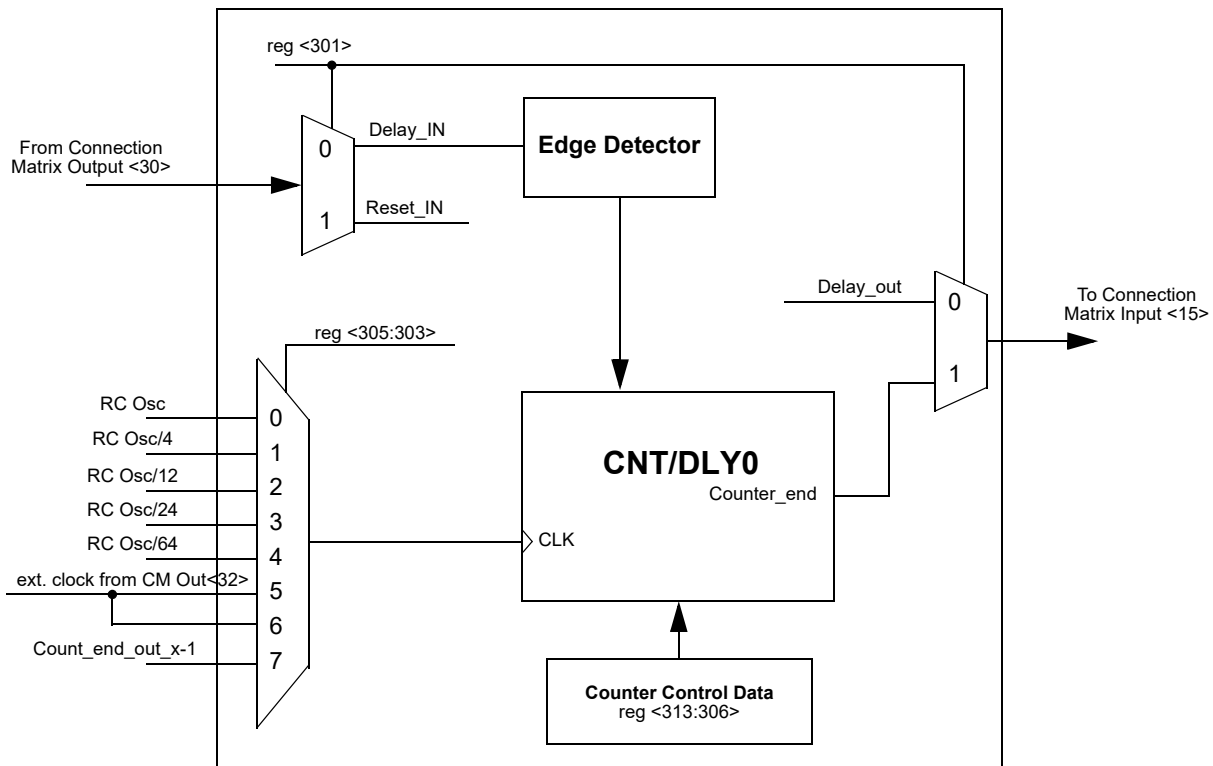 reg <301>
0
Delay_IN
Edge Detector
From Connection
Matrix Output <30>
1
Reset_IN
Delay_out
0
To Connection
Matrix Input <15>
1
reg <305:303>
RC Osc
0
RC Osc/4
1
RC Osc/12
2
RC Osc/24
3
RC Osc/64
4
ext. clock from CM Out<32>
5
6
Count_end_out_x-1
7
CNT/DLY0
Counter_end
CLK
Counter Control Data
reg <313:306>